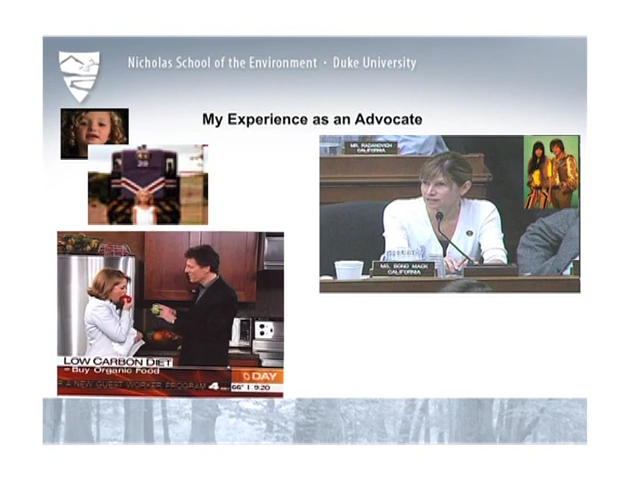 Nicholas School of the Environment · Duke University
My Experience as an Advocate
MR. RADANOVICH
CALIFORNIA
MS. BONO MACK
CALIFORNIA
LOW CARBON DIET
Buy Organic Food
DAY
R A NEW GUEST WORKER PROGRAM
4
66° 9:20